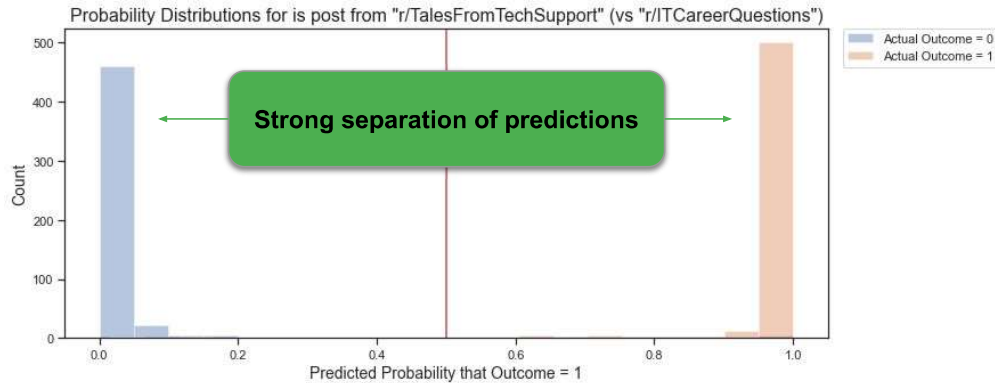 Probability Distributions for is post from "r/TalesFromTechSupport" (vs "r/ITCareerQuestions")
Actual Outcome = 0
Actual Outcome = 1
Strong separation of predictions
Count
500
400
300
200
100
0
0.0 0.2 0.4 0.6 0.8 1.0
Predicted Probability that Outcome = 1